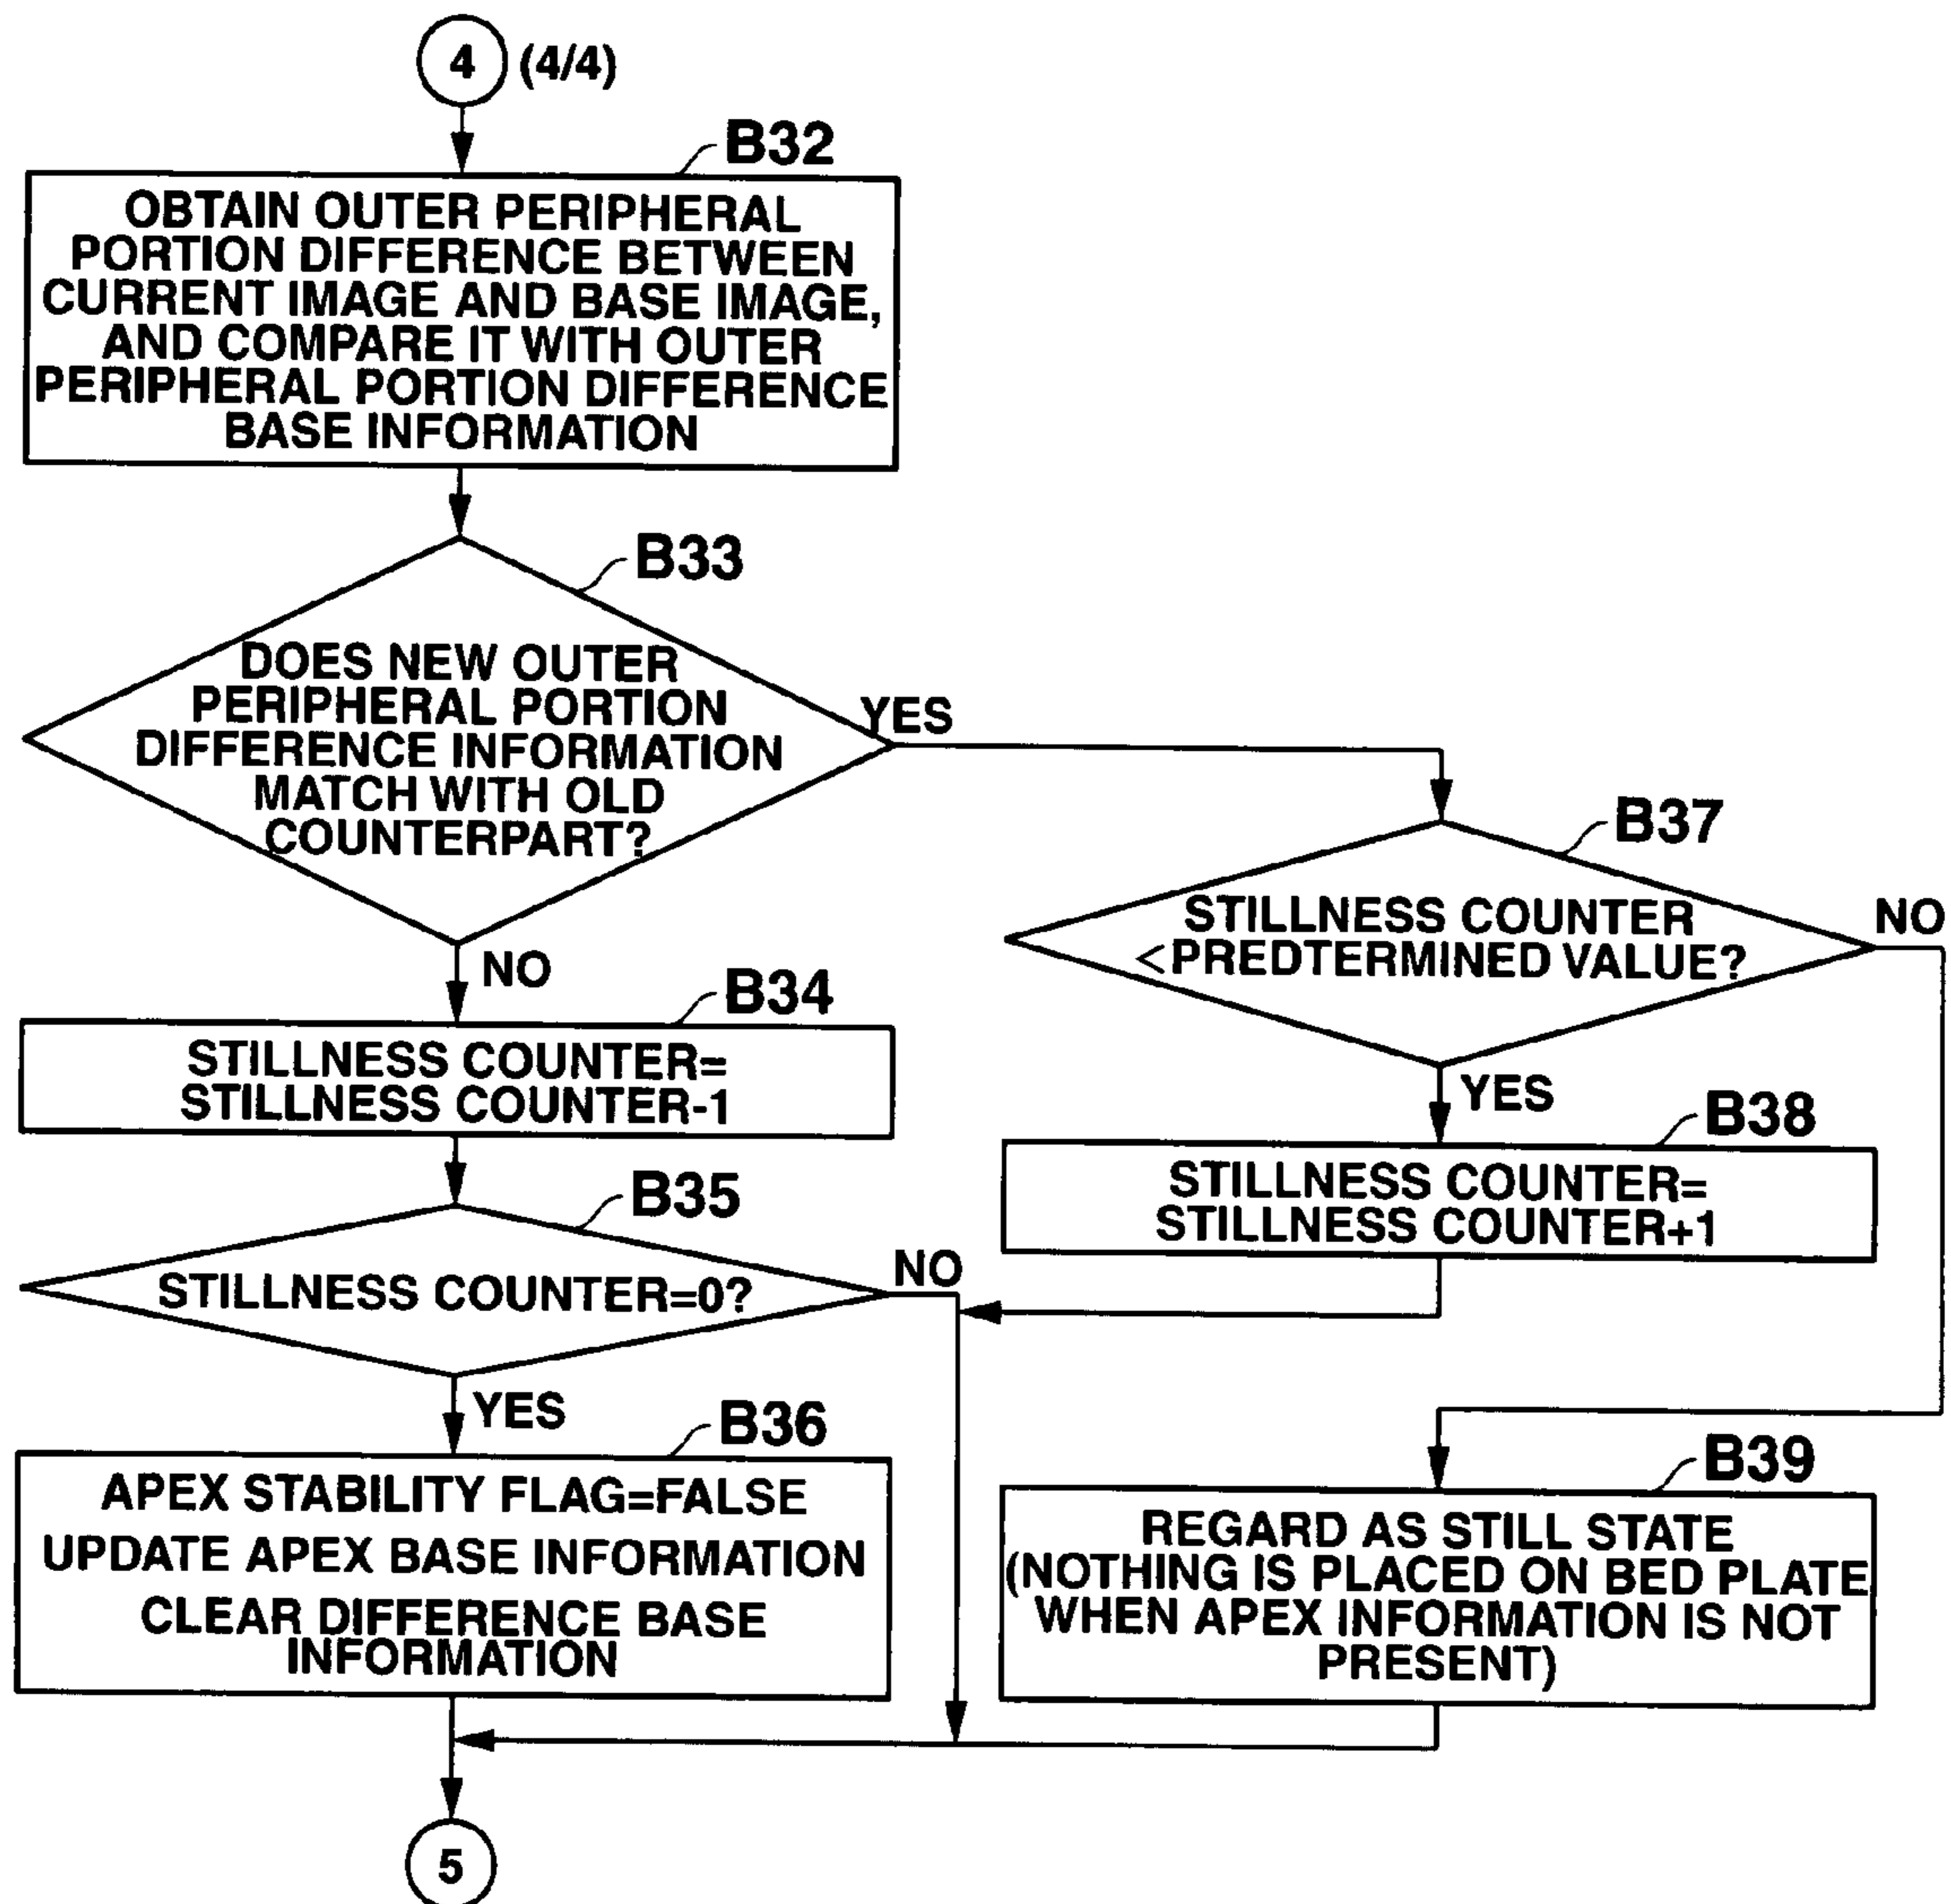 4 (4/4)
B32
OBTAIN OUTER PERIPHERAL
PORTION DIFFERENCE BETWEEN
CURRENT IMAGE AND BASE IMAGE,
AND COMPARE IT WITH OUTER
PERIPHERAL PORTION DIFFERENCE
BASE INFORMATION
B33
DOES NEW OUTER
PERIPHERAL PORTION
DIFFERENCE INFORMATION
MATCH WITH OLD
COUNTERPART?
YES
NO
B37
STILLNESS COUNTER
<PREDTERMINED VALUE?
NO
YES
B34
STILLNESS COUNTER=
STILLNESS COUNTER-1
B38
STILLNESS COUNTER=
STILLNESS COUNTER+1
B35
STILLNESS COUNTER=0?
NO
YES
B36
APEX STABILITY FLAG=FALSE
UPDATE APEX BASE INFORMATION
CLEAR DIFFERENCE BASE
INFORMATION
B39
REGARD AS STILL STATE
(NOTHING IS PLACED ON BED PLATE
WHEN APEX INFORMATION IS NOT
PRESENT)
5